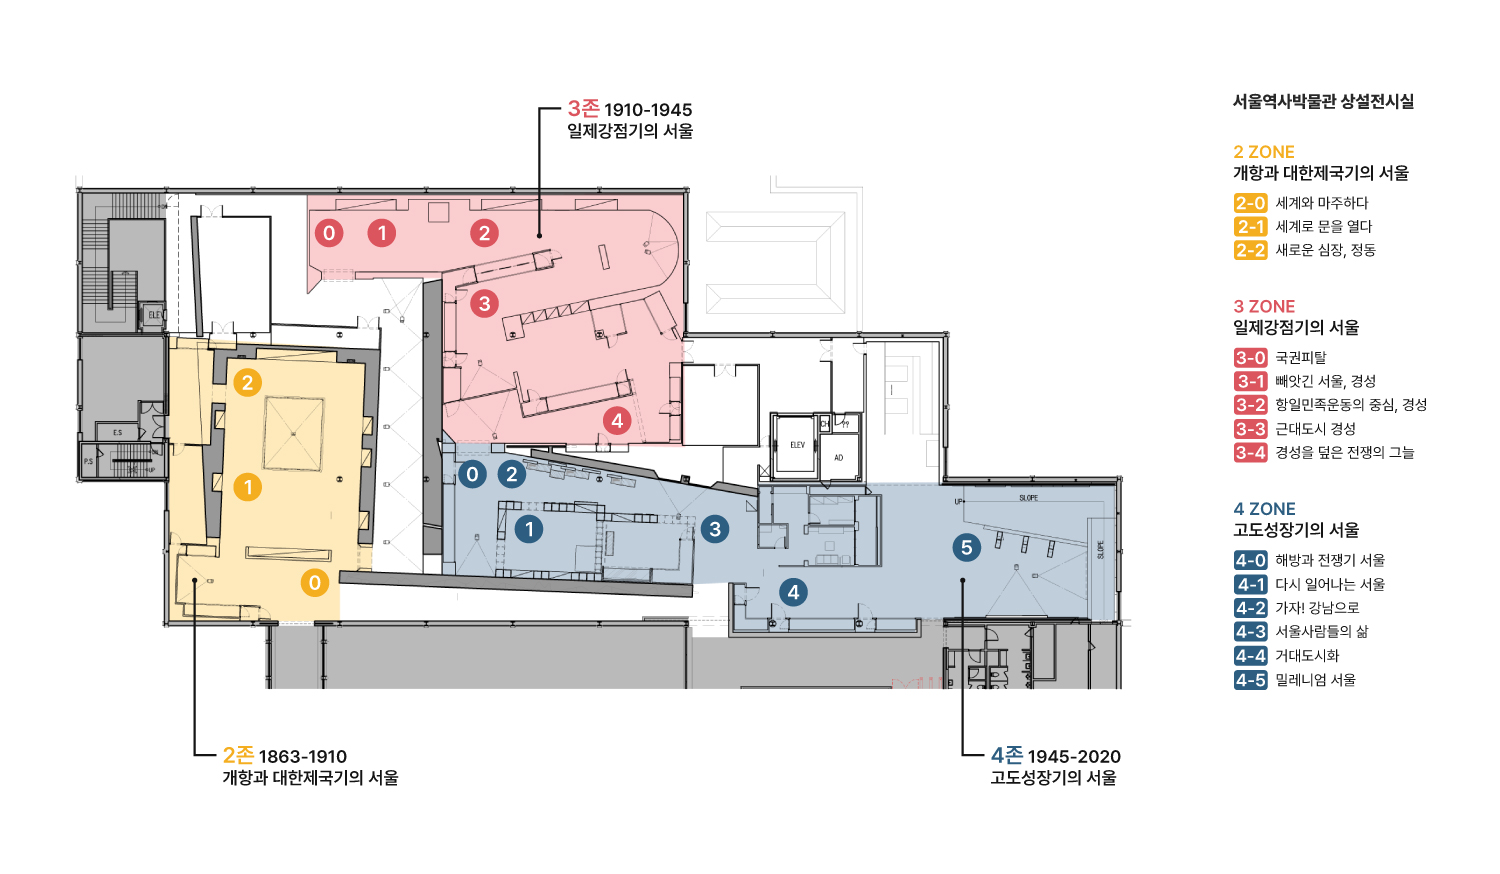 3존 1910-1945
일제강점기의 서울
0
1
2
3
4
ELEV
E.S
P.S
DN
UP
2
1
0
0
2
1
3
4
5
ELEV
CH
??
AD
UP
SLOPE
SLOPE
2존 1863-1910
개항과 대한제국기의 서울
4존 1945-2020
고도성장기의 서울
서울역사박물관 상설전시실
2 ZONE
개항과 대한제국기의 서울
2-0 세계와 마주하다
2-1 세계로 문을 열다
2-2 새로운 심장, 정동
3 ZONE
일제강점기의 서울
3-0 국권피탈
3-1 빼앗긴 서울, 경성
3-2 항일민족운동의 중심, 경성
3-3 근대도시 경성
3-4 경성을 덮은 전쟁의 그늘
4 ZONE
고도성장기의 서울
4-0 해방과 전쟁기 서울
4-1 다시 일어나는 서울
4-2 가자! 강남으로
4-3 서울사람들의 삶
4-4 거대도시화
4-5 밀레니엄 서울